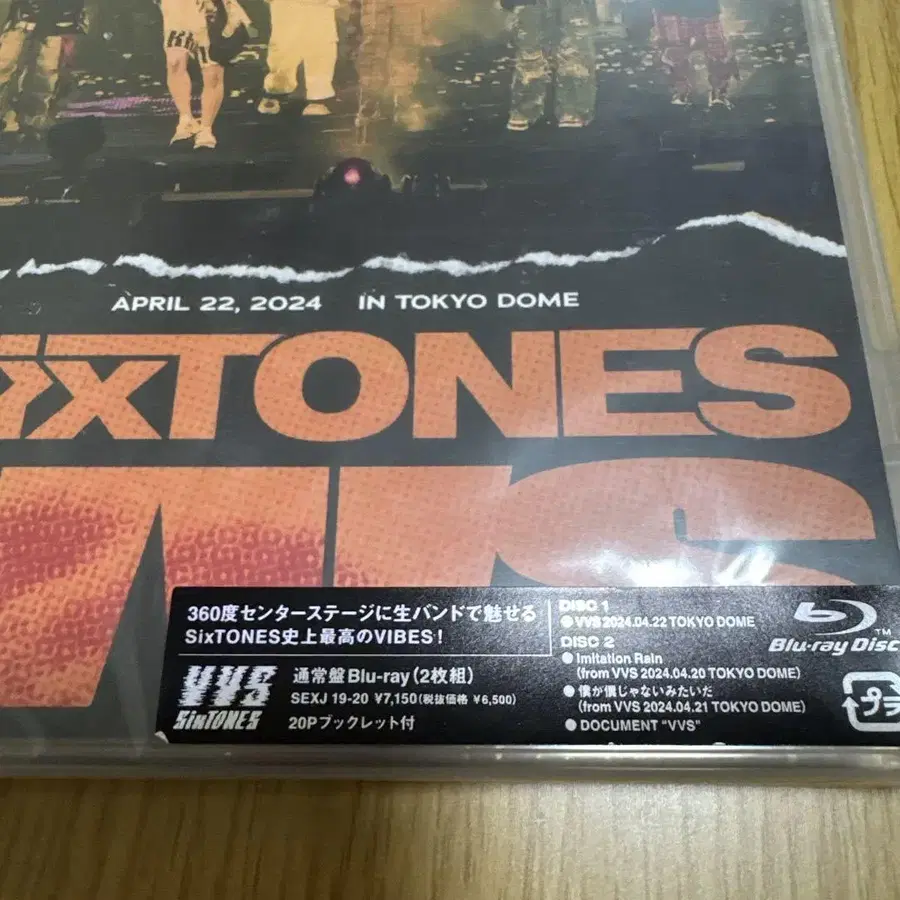 APRIL 22, 2024 IN TOKYO DOME
SixTONES
VVS
360度センターステージに生バンドで魅せる
SixTONES史上最高のVIBES！
VVS
SixTONES
通常盤Blu-ray（2枚組）
SEXJ 19-20 ¥7,150（税抜価格 ¥6,500）
20Pブックレット付
DISC 1
●VVS 2024.04.22 TOKYO DOME
DISC 2
●Imitation Rain
（from VVS 2024.04.20 TOKYO DOME）
●僕が僕じゃないみたいだ
（from VVS 2024.04.21 TOKYO DOME）
●DOCUMENT "VVS"
Blu-ray Disc
TM
プラ